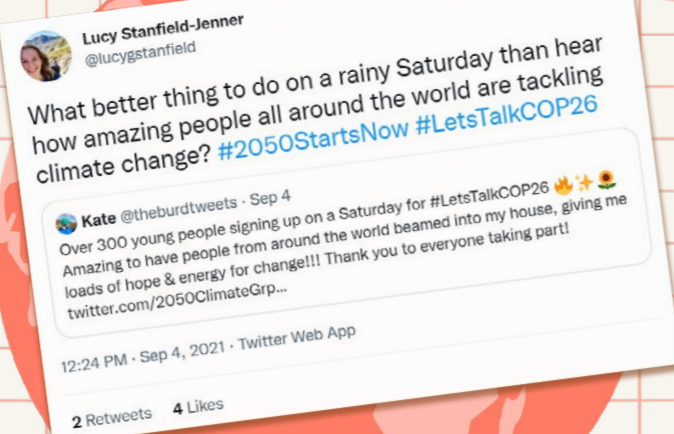 Lucy Stanfield-Jenner
@lucygstanfield
What better thing to do on a rainy Saturday than hear
how amazing people all around the world are tackling
climate change? #2050StartsNow #LetsTalkCOP26
Kate @theburdtweets · Sep 4
Over 300 young people signing up on a Saturday for #LetsTalkCOP26 🔥✨🌻
Amazing to have people from around the world beamed into my house, giving me
loads of hope & energy for change!!! Thank you to everyone taking part!
twitter.com/2050ClimateGrp...
12:24 PM · Sep 4, 2021 · Twitter Web App
2 Retweets 4 Likes